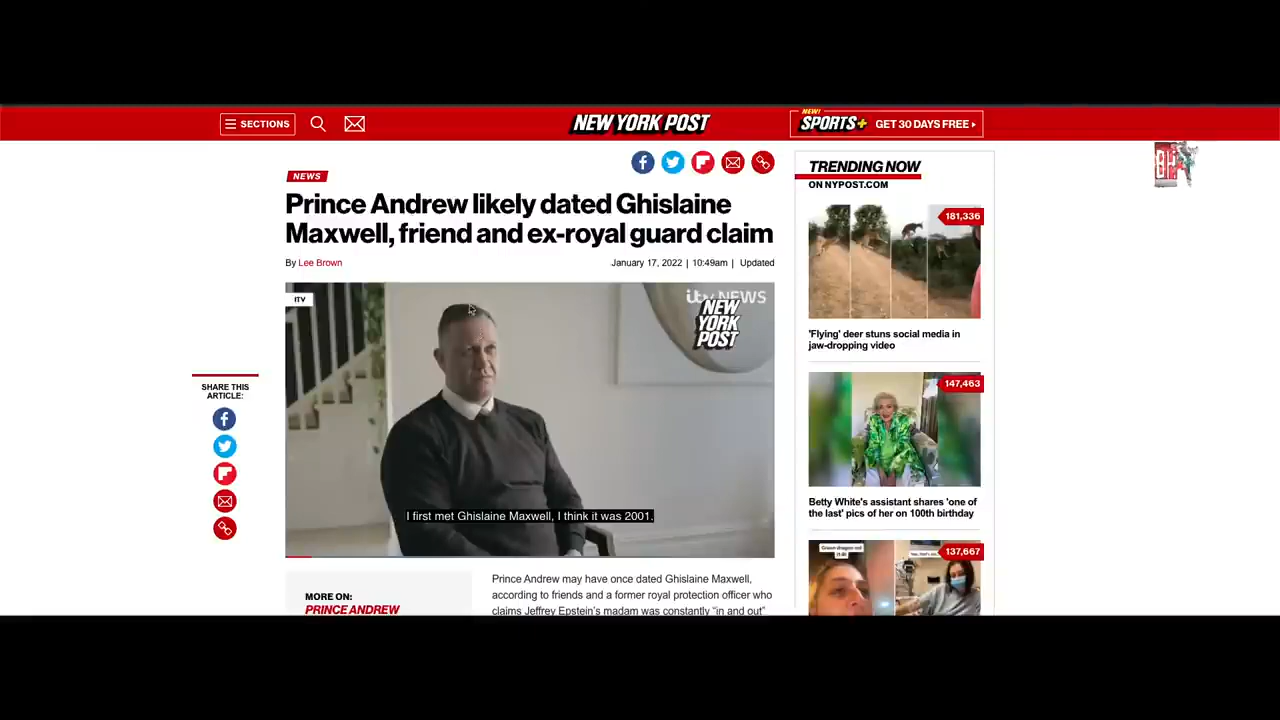 SECTIONS
NEW YORK POST
NEW!
SPORTS+
GET 30 DAYS FREE
NEWS
Prince Andrew likely dated Ghislaine
Maxwell, friend and ex-royal guard claim
By Lee Brown
January 17, 2022 | 10:49am | Updated
ITV
itv NEWS
NEW
YORK
POST
I first met Ghislaine Maxwell, I think it was 2001.
SHARE THIS
ARTICLE:
MORE ON:
PRINCE ANDREW
Prince Andrew may have once dated Ghislaine Maxwell,
according to friends and a former royal protection officer who
claims Jeffrey Epstein's madam was constantly "in and out"
TRENDING NOW
ON NYPOST.COM
181,336
'Flying' deer stuns social media in
jaw-dropping video
147,463
Betty White's assistant shares 'one of
the last' pics of her on 100th birthday
137,667